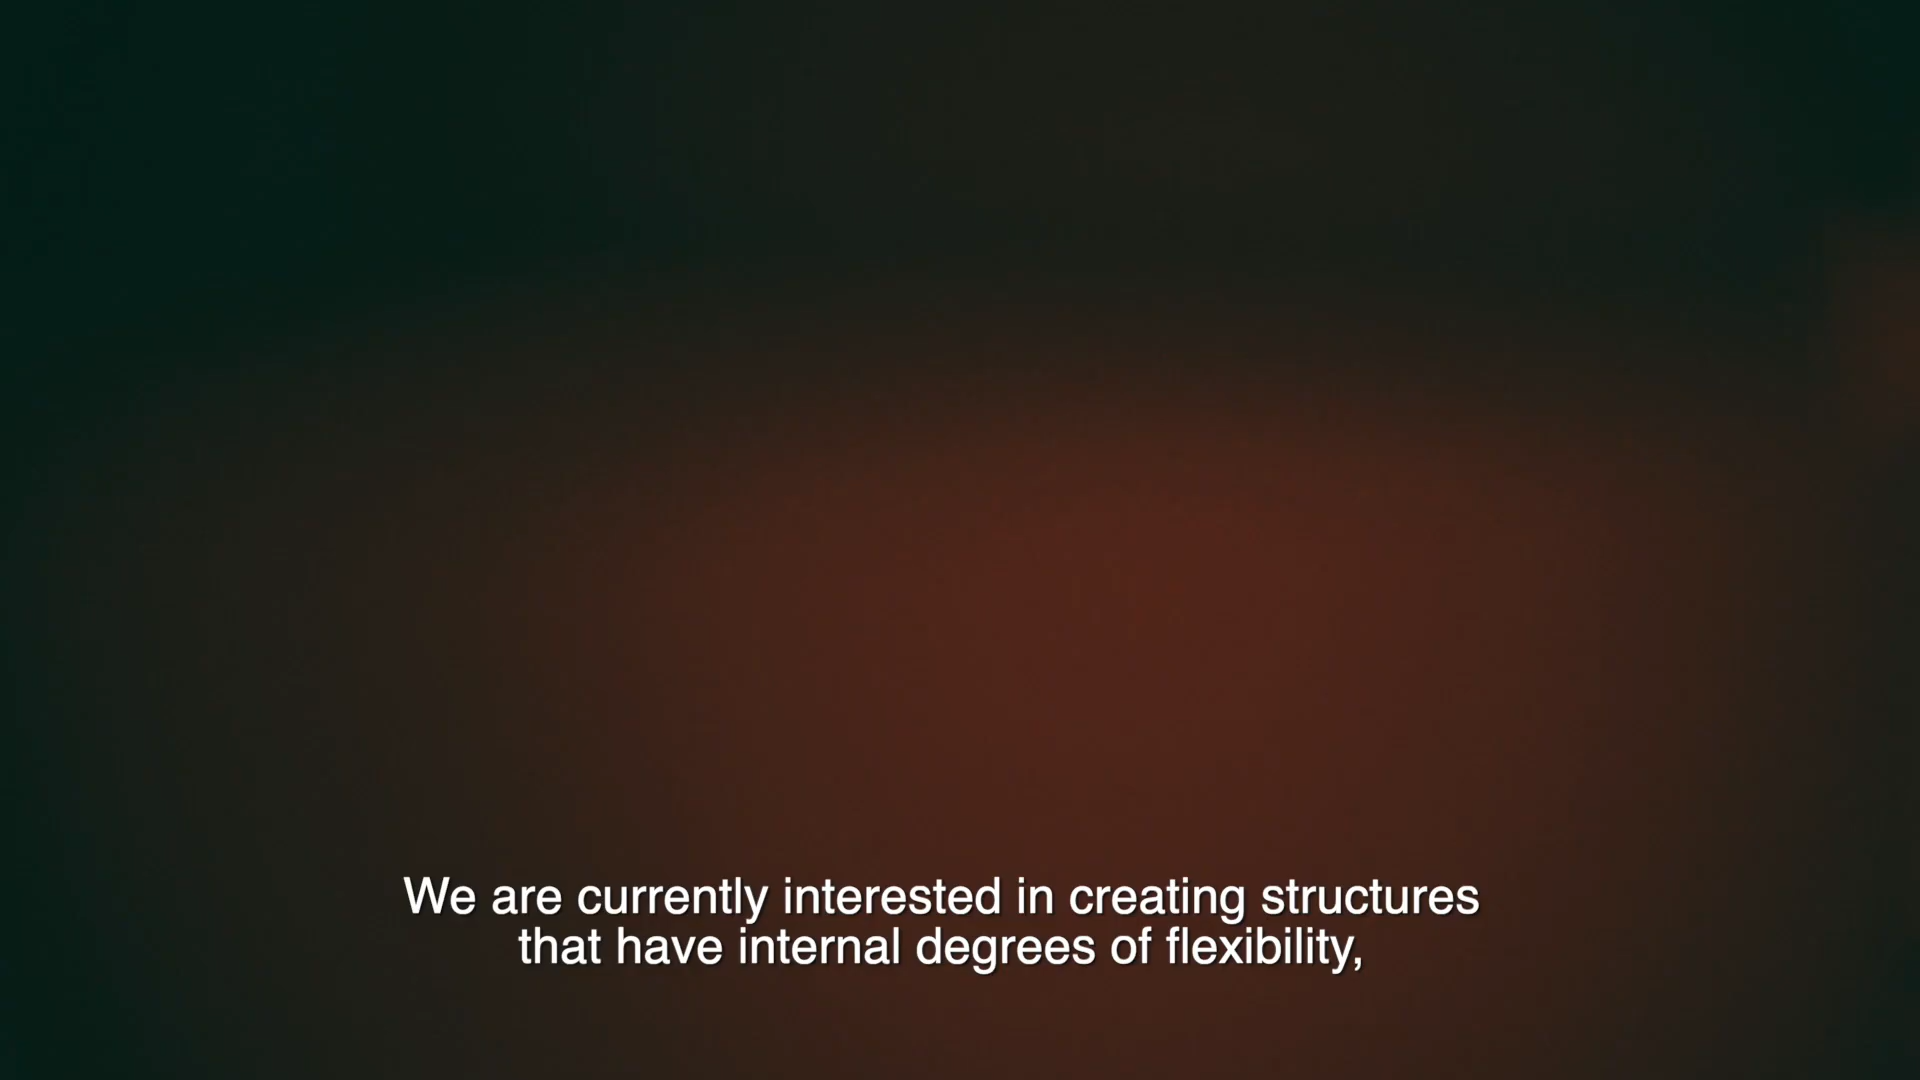 We are currently interested in creating structures
that have internal degrees of flexibility,